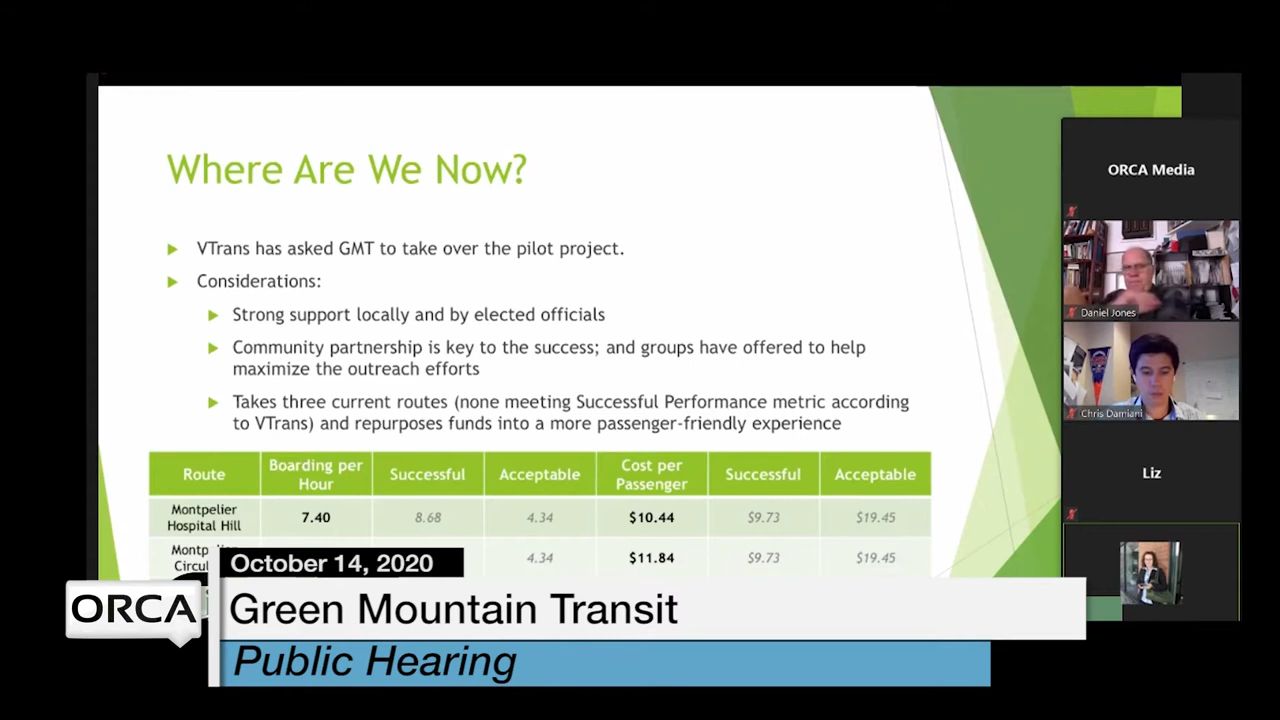 Where Are We Now?
VTrans has asked GMT to take over the pilot project.
Considerations:
Strong support locally and by elected officials
Community partnership is key to the success; and groups have offered to help
maximize the outreach efforts
Takes three current routes (none meeting Successful Performance metric according
to VTrans) and repurposes funds into a more passenger-friendly experience
Route Boarding per Hour Successful Acceptable Cost per Passenger Successful Acceptable
Montpelier Hospital Hill 7.40 8.68 4.34 $10.44 $9.73 $19.45
4.34 $11.84 $9.73 $19.45
ORCA Media
Daniel Jones
Chris Damiani
Liz
October 14, 2020
ORCA
Green Mountain Transit
Public Hearing